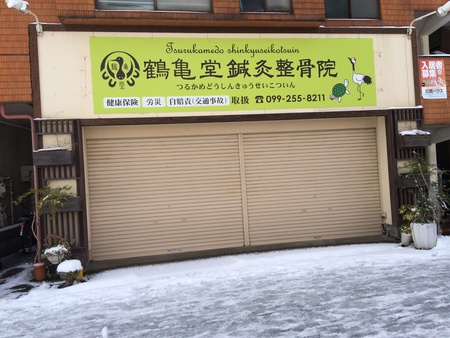 Tsurukamedo shinkyuseikotsuin
鶴亀堂鍼灸整骨院
つるかめどうしんきゅうせいこついん
健康保険 労災 自賠責(交通事故) 取扱 ☎099-255-8211
入居者
募集